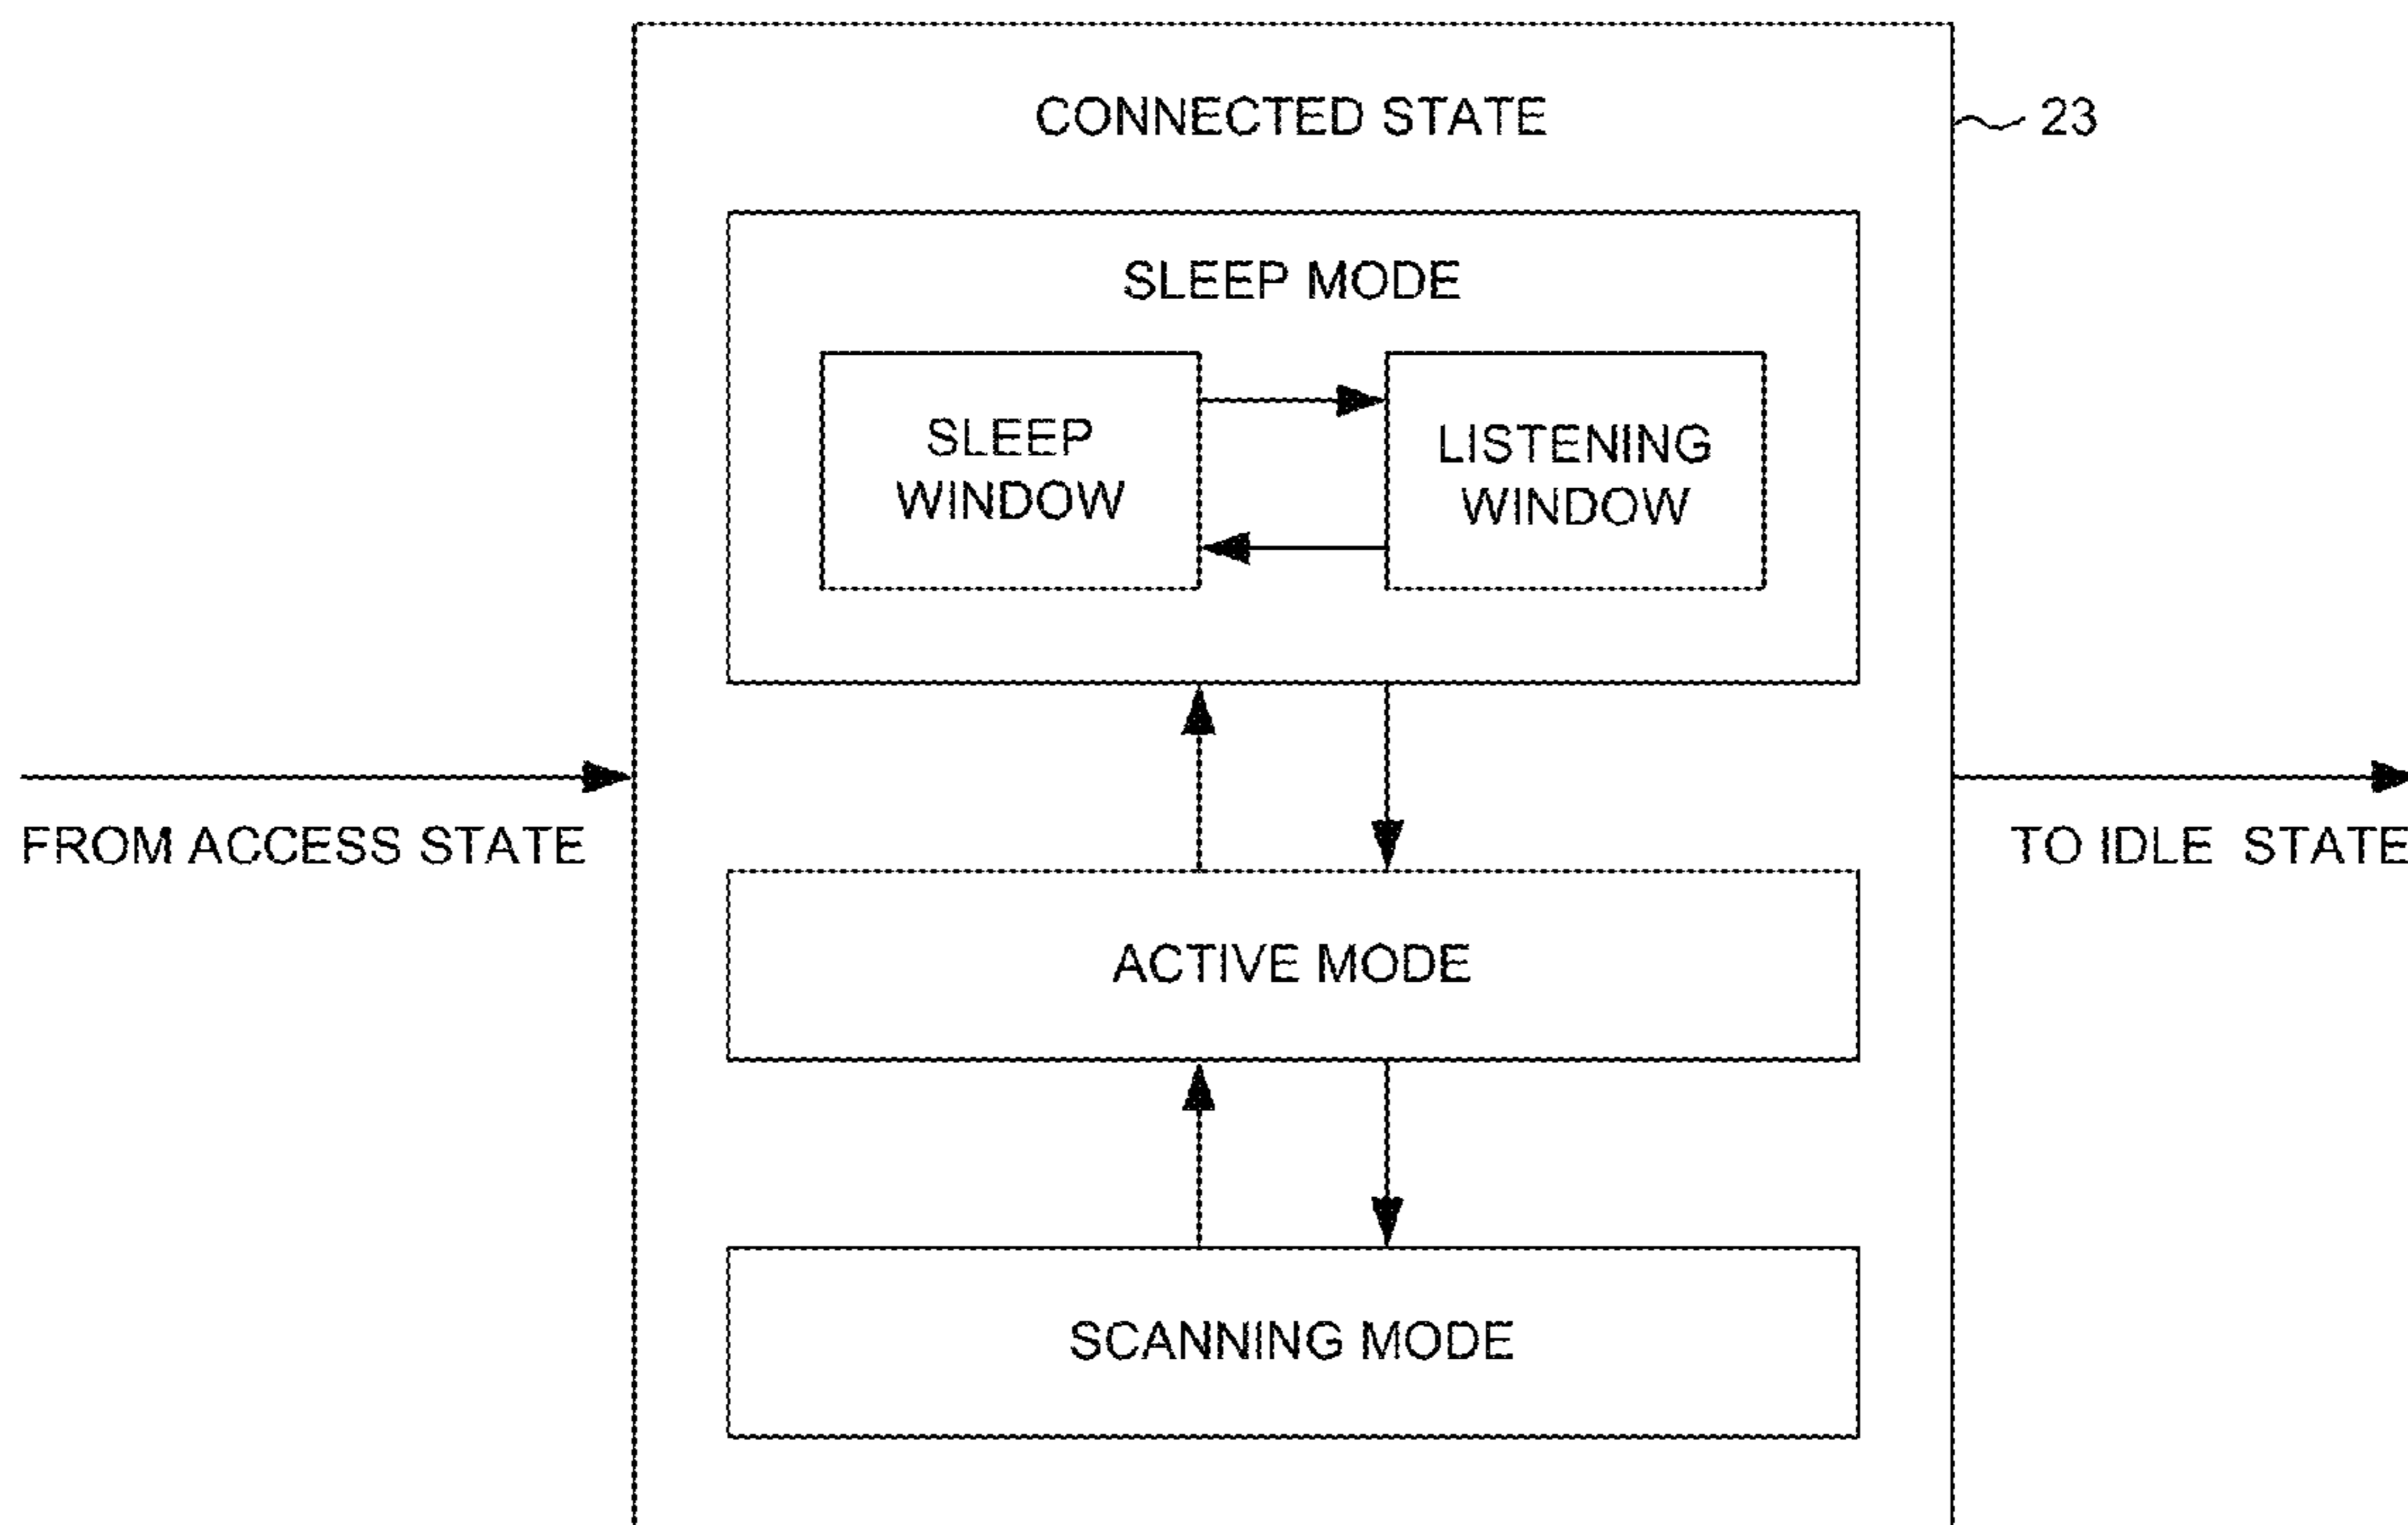 CONNECTED STATE
23
SLEEP MODE
SLEEP
WINDOW
LISTENING
WINDOW
FROM ACCESS STATE
TO IDLE STATE
ACTIVE MODE
SCANNING MODE